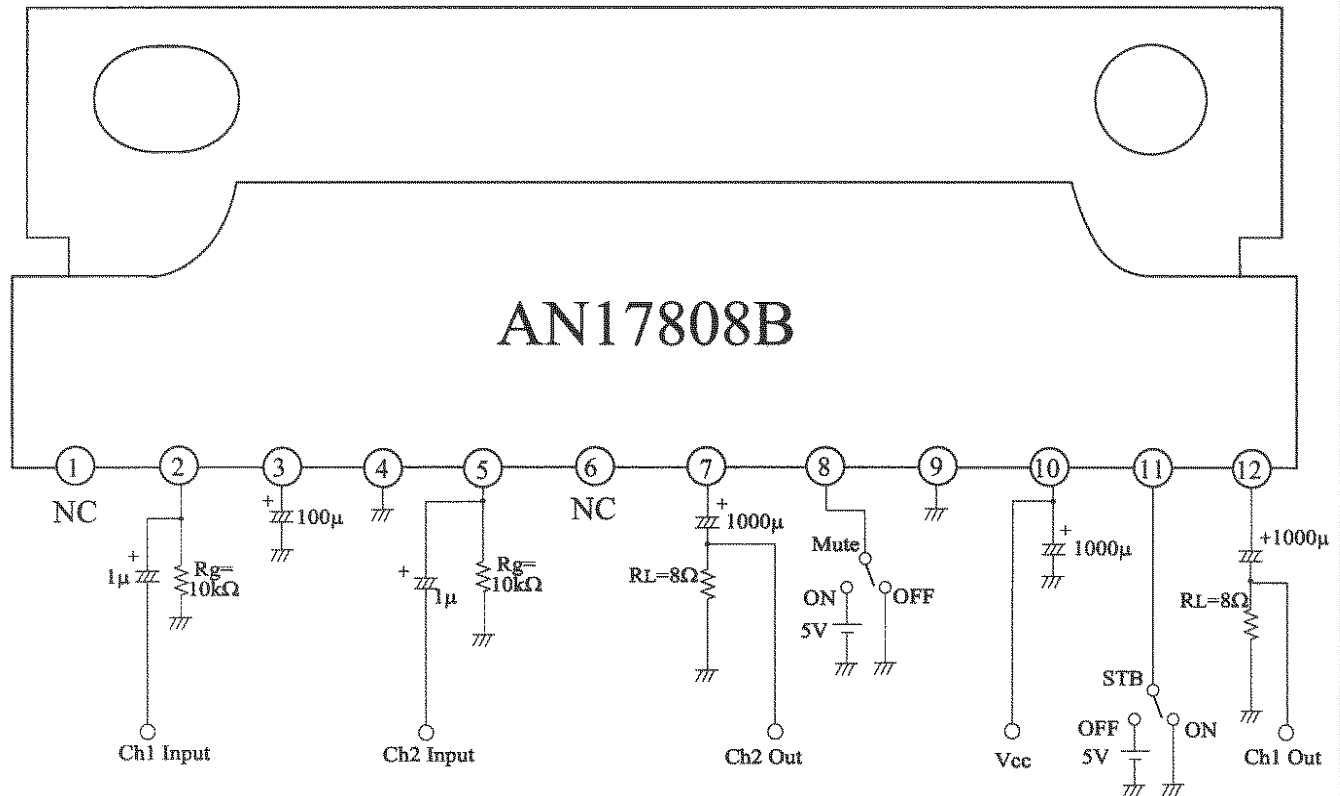 AN17808B
1 2 3 4 5 6 7 8 9 10 11 12
NC
NC
+
1μ
Rg=
10kΩ
Ch1 Input
+
100μ
+
1μ
Rg=
10kΩ
Ch2 Input
+
1000μ
RL=8Ω
Ch2 Out
Mute
ON
OFF
5V
+
1000μ
Vcc
STB
OFF
ON
5V
+1000μ
RL=8Ω
Ch1 Out